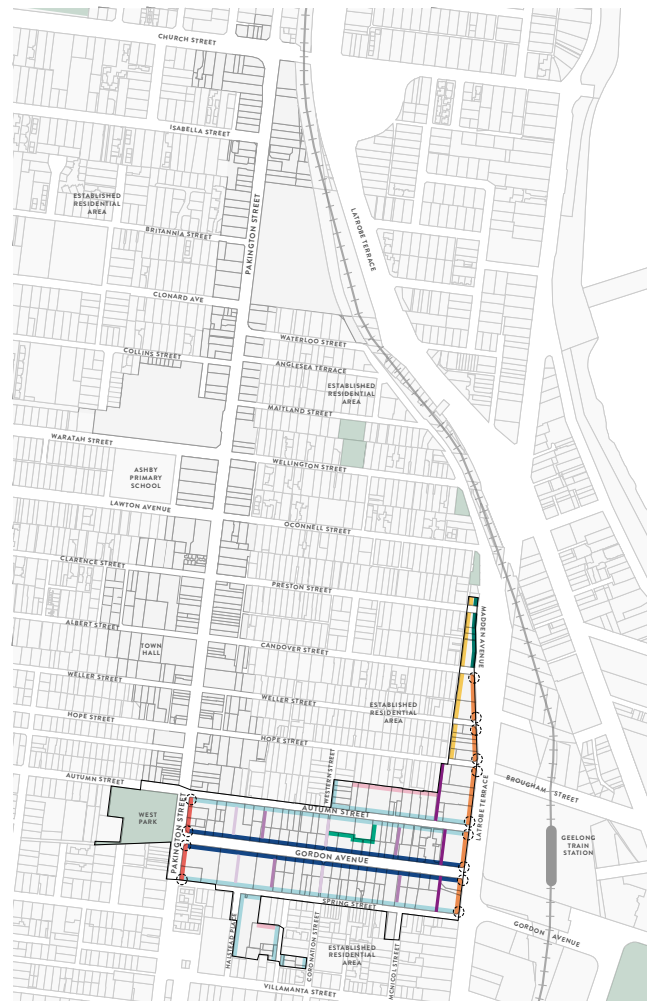 CHURCH STREET
ISABELLA STREET
ESTABLISHED
RESIDENTIAL
AREA
BRITANNIA STREET
PAKINGTON STREET
LATROBE TERRACE
CLONARD AVE
WATERLOO STREET
COLLINS STREET
ANGLESEA TERRACE
ESTABLISHED
RESIDENTIAL
AREA
MAITLAND STREET
WARATAH STREET
WELLINGTON STREET
ASHBY
PRIMARY
SCHOOL
LAWTON AVENUE
OCONNELL STREET
CLARENCE STREET
PRESTON STREET
MADDEN AVENUE
ALBERT STREET
TOWN
HALL
CANDOVER STREET
WELLER STREET
WELLER STREET
ESTABLISHED
RESIDENTIAL
AREA
HOPE STREET
HOPE STREET
WESTERN STREET
AUTUMN STREET
BROUGHAM STREET
LATROBE TERRACE
WEST
PARK
PAKINGTON STREET
AUTUMN STREET
GEELONG
TRAIN
STATION
GORDON AVENUE
SPRING STREET
HALSTEAD PLACE
CORONATION STREET
ESTABLISHED
RESIDENTIAL
AREA
MCNICOL STREET
GORDON AVENUE
VILLAMANTA STREET